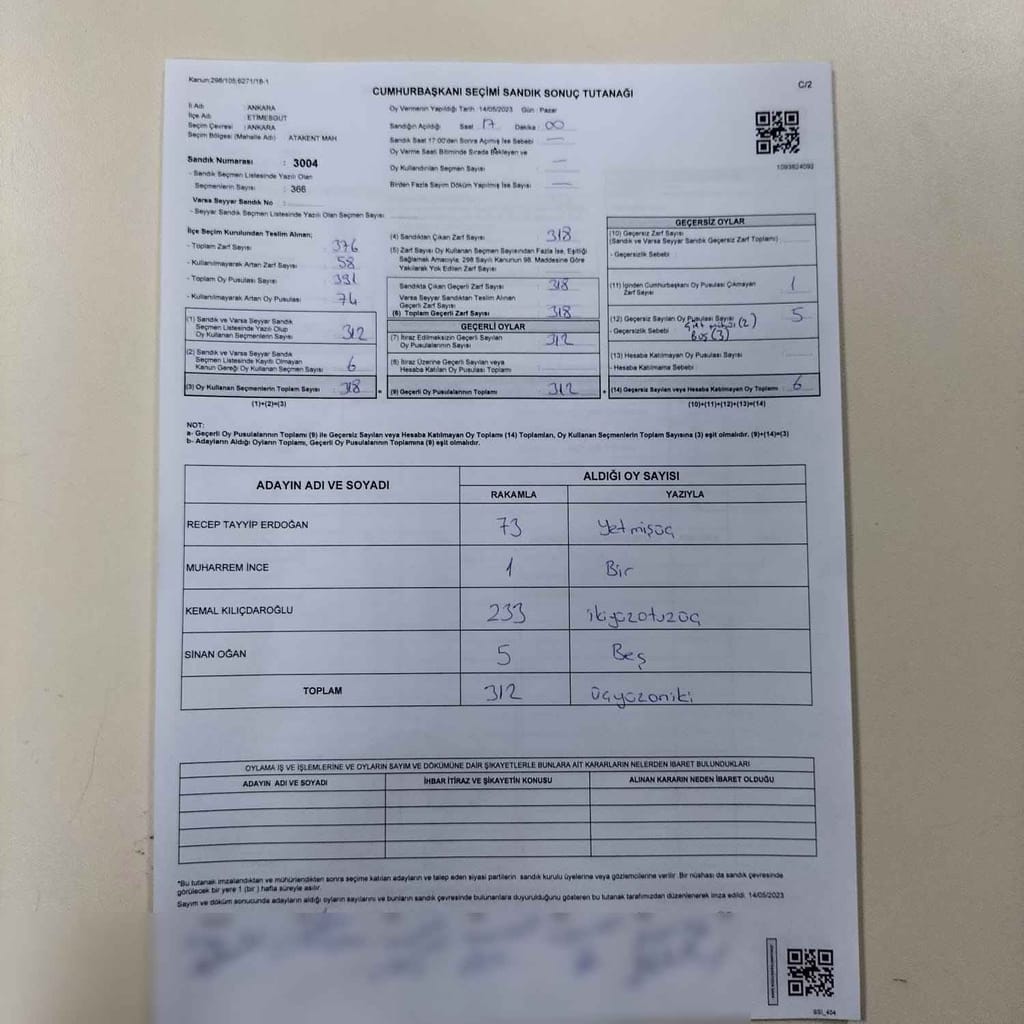 Kanun:298/105;6271/18-1
CUMHURBAŞKANI SEÇİMİ SANDIK SONUÇ TUTANAĞI
C/2
İl Adı : ANKARA
İlçe Adı : ETİMESGUT
Seçim Çevresi : ANKARA
Seçim Bölgesi (Mahalle Adı) ATAKENT MAH
Sandık Numarası : 3004
- Sandık Seçmen Listesinde Yazılı Olan
Seçmenlerin Sayısı : 366
Varsa Seyyar Sandık No :
- Seyyar Sandık Seçmen Listesinde Yazılı Olan Seçmen Sayısı
Oy Vermenin Yapıldığı Tarih : 14/05/2023 Gün : Pazar
Sandığın Açıldığı Saat 17 Dakika : 00
Sandık Saat 17:00'den Sonra Açılmış İse Sebebi —
Oy Verme Saati Bitiminde Sırada Bekleyen ve
Oy Kullandırılan Seçmen Sayısı —
Birden Fazla Sayım Döküm Yapılmış İse Sayısı —
1093824092
İlçe Seçim Kurulundan Teslim Alınan;
- Toplam Zarf Sayısı 376
- Kullanılmayarak Artan Zarf Sayısı 58
- Toplam Oy Pusulası Sayısı 391
- Kullanılmayarak Artan Oy Pusulası 74
(1) Sandık ve Varsa Seyyar Sandık
Seçmen Listesinde Yazılı Olup
Oy Kullanan Seçmenlerin Sayısı 312
(2) Sandık ve Varsa Seyyar Sandık
Seçmen Listesinde Kayıtlı Olmayan
Kanun Gereği Oy Kullanan Seçmen Sayısı 6
(3) Oy Kullanan Seçmenlerin Toplam Sayısı 318
(1)+(2)=(3)
(4) Sandıktan Çıkan Zarf Sayısı 318
(5) Zarf Sayısı Oy Kullanan Seçmen Sayısından Fazla İse, Eşitliği
Sağlamak Amacıyla; 298 Sayılı Kanunun 98. Maddesine Göre
Yakılarak Yok Edilen Zarf Sayısı
Sandıkta Çıkan Geçerli Zarf Sayısı 318
Varsa Seyyar Sandıktan Teslim Alınan
Geçerli Zarf Sayısı
(6) Toplam Geçerli Zarf Sayısı 318
GEÇERLİ OYLAR
(7) İtiraz Edilmeksizin Geçerli Sayılan
Oy Pusulalarının Sayısı 312
(8) İtiraz Üzerine Geçerli Sayılan veya
Hesaba Katılan Oy Pusulası Toplamı
(9) Geçerli Oy Pusulalarının Toplamı 312
GEÇERSİZ OYLAR
(10) Geçersiz Zarf Sayısı
(Sandık ve Varsa Seyyar Sandık Geçersiz Zarf Toplamı)
- Geçersizlik Sebebi
(11) İçinden Cumhurbaşkanı Oy Pusulası Çıkmayan
Zarf Sayısı 1
(12) Geçersiz Sayılan Oy Pusulası Sayısı 5
- Geçersizlik Sebebi (2)
BOŞ (3)
(13) Hesaba Katılmayan Oy Pusulası Sayısı
- Hesaba Katılmama Sebebi
(14) Geçersiz Sayılan veya Hesaba Katılmayan Oy Toplamı 6
(10)+(11)+(12)+(13)=(14)
NOT:
a- Geçerli Oy Pusulalarının Toplamı (9) ile Geçersiz Sayılan veya Hesaba Katılmayan Oy Toplamı (14) Toplamları, Oy Kullanan Seçmenlerin Toplam Sayısına (3) eşit olmalıdır. (9)+(14)=(3)
b- Adayların Aldığı Oyların Toplamı, Geçerli Oy Pusulalarının Toplamına (9) eşit olmalıdır.
ADAYIN ADI VE SOYADI ALDIĞI OY SAYISI
RAKAMLA YAZIYLA
RECEP TAYYİP ERDOĞAN 73 Yetmişüç
MUHARREM İNCE 1 Bir
KEMAL KILIÇDAROĞLU 233 ikiyüzotuzüç
SİNAN OĞAN 5 Beş
TOPLAM 312 üçyüzoniki
OYLAMA İŞ VE İŞLEMLERİNE VE OYLARIN SAYIM VE DÖKÜMÜNE DAİR ŞİKAYETLERLE BUNLARA AİT KARARLARIN NELERDEN İBARET BULUNDUKLARI
ADAYIN ADI VE SOYADI İHBAR İTİRAZ VE ŞİKAYETİN KONUSU ALINAN KARARIN NEDEN İBARET OLDUĞU
*Bu tutanak imzalandıktan ve mühürlendikten sonra seçime katılan adayların ve talep eden siyasi partilerin sandık kurulu üyelerine veya gözlemcilerine verilir. Bir nüshası da sandık çevresinde
görülecek bir yere 1 (bir ) hafta süreyle asılır.
Sayım ve döküm sonucunda adayların aldığı oyların sayılarını ve bunların sandık çevresinde bulunanlara duyurulduğunu gösteren bu tutanak tarafımızdan düzenlenerek imza edildi. 14/05/2023
SSI_404